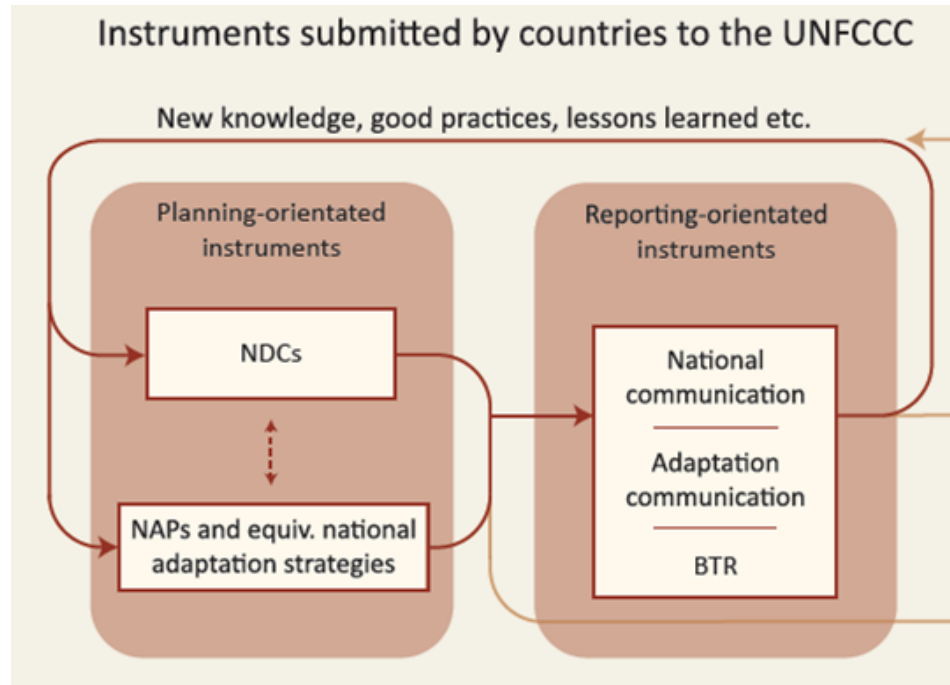 Instruments submitted by countries to the UNFCCC
New knowledge, good practices, lessons learned etc.
Planning-orientated
instruments
NDCs
NAPs and equiv. national
adaptation strategies
Reporting-orientated
instruments
National
communication
Adaptation
communication
BTR